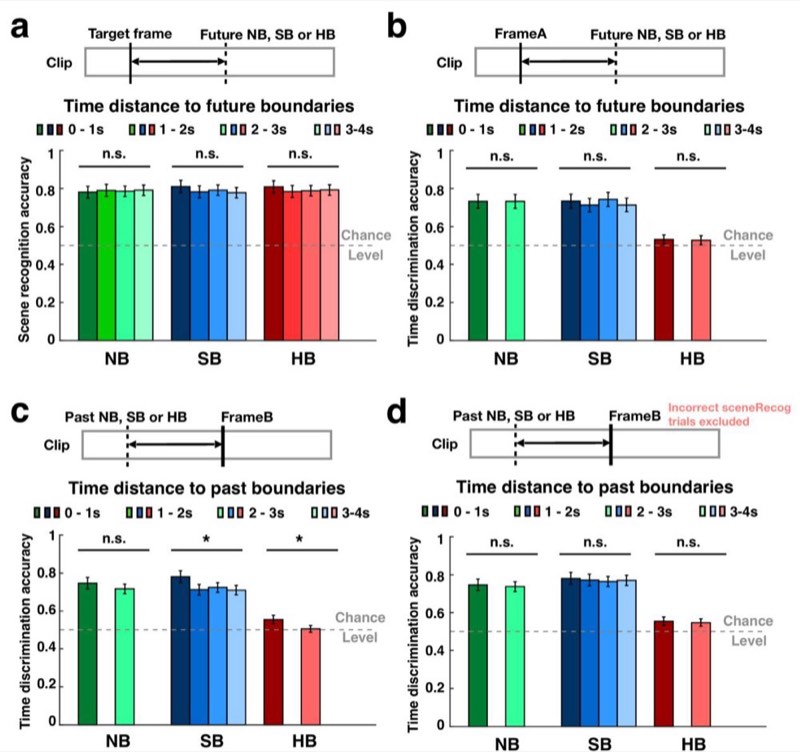 a
Target frame Future NB, SB or HB
Clip
Time distance to future boundaries
0 - 1s 1 - 2s 2 - 3s 3-4s
Scene recognition accuracy
1
0.8
0.6
0.4
0.2
0
n.s. n.s. n.s.
Chance
Level
NB SB HB
b
FrameA Future NB, SB or HB
Clip
Time distance to future boundaries
0 - 1s 1 - 2s 2 - 3s 3-4s
Time discrimination accuracy
1
0.8
0.6
0.4
0.2
0
n.s. n.s. n.s.
Chance
Level
NB SB HB
c
Past NB, SB or HB FrameB
Clip
Time distance to past boundaries
0 - 1s 1 - 2s 2 - 3s 3-4s
Time discrimination accuracy
1
0.8
0.6
0.4
0.2
0
n.s. * *
Chance
Level
NB SB HB
d
Past NB, SB or HB FrameB Incorrect sceneRecog
trials excluded
Clip
Time distance to past boundaries
0 - 1s 1 - 2s 2 - 3s 3-4s
Time discrimination accuracy
1
0.8
0.6
0.4
0.2
0
n.s. n.s. n.s.
Chance
Level
NB SB HB